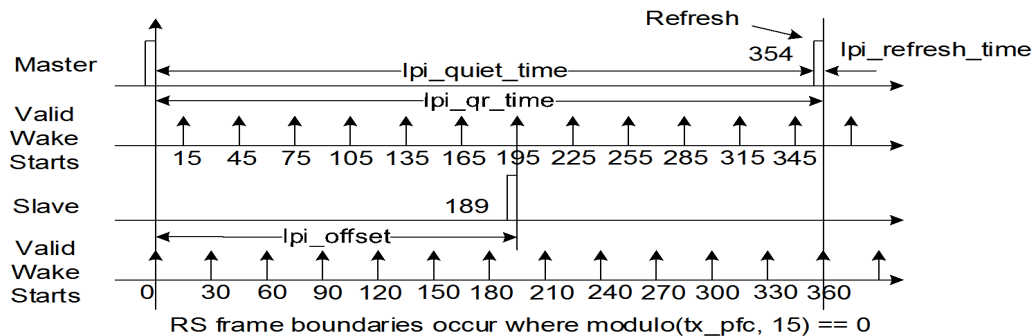 Refresh
Master
354
lpi_refresh_time
lpi_quiet_time
lpi_qr_time
Valid
Wake
Starts
15 45 75 105 135 165 195 225 255 285 315 345
Slave
189
lpi_offset
Valid
Wake
Starts
0 30 60 90 120 150 180 210 240 270 300 330 360
RS frame boundaries occur where modulo(tx_pfc, 15) == 0